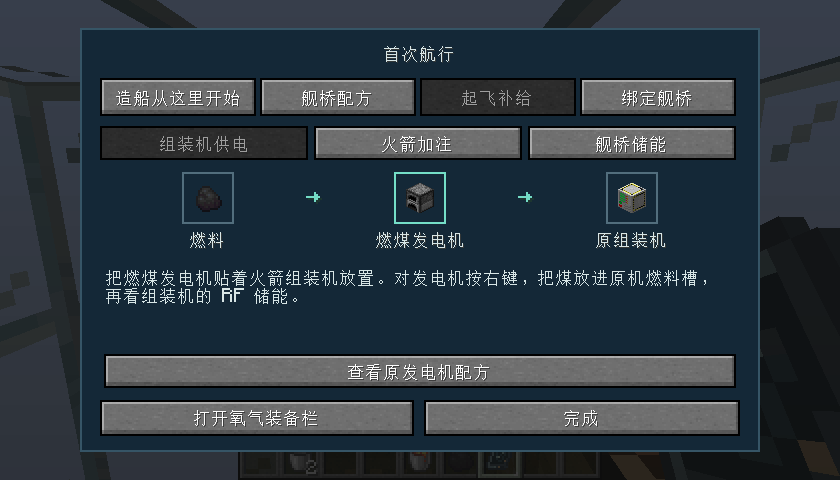 首次航行
造船从这里开始
舰桥配方
起飞补给
绑定舰桥
组装机供电
火箭加注
舰桥储能
燃料
燃煤发电机
原组装机
把燃煤发电机贴着火箭组装机放置。对发电机按右键，把煤放进原机燃料槽，
再看组装机的 RF 储能。
查看原发电机配方
打开氧气装备栏
完成
2